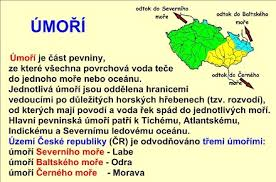 ÚMOŘÍ
odtok do Severního
moře
odtok do Baltského
moře
odtok do Černého
moře
Úmoří je část pevniny,
ze které všechna povrchová voda teče
do jednoho moře nebo oceánu.
Jednotlivá úmoří jsou oddělena hranicemi
vedoucími po důležitých horských hřebenech (tzv. rozvodí),
od kterých mají povodí a voda řek spád do jednotlivých moří.
Hlavní pevninská úmoří patří k Tichému, Atlantskému,
Indickému a Severnímu ledovému oceánu.
Území České republiky (ČR) je odvodňováno třemi úmořími:
úmoří Severního moře - Labe
úmoří Baltského moře - Odra
úmoří Černého moře - Morava